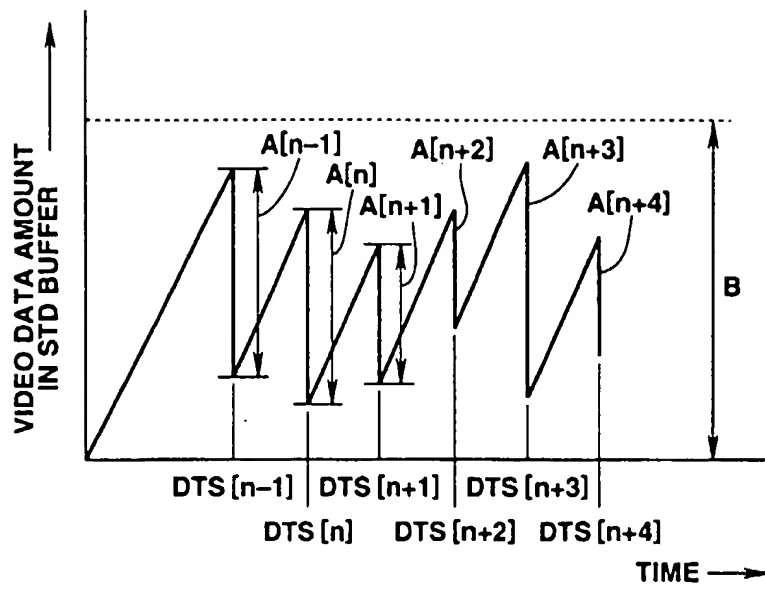 VIDEO DATA AMOUNT
IN STD BUFFER
A[n–1]
A[n]
A[n+1]
A[n+2]
A[n+3]
A[n+4]
B
DTS[n–1]
DTS[n]
DTS[n+1]
DTS[n+2]
DTS[n+3]
DTS[n+4]
TIME